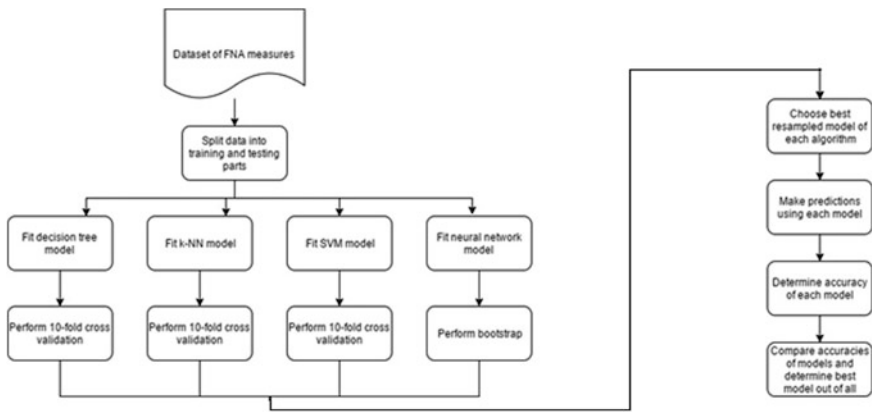 Dataset of FNA measures
Split data into
training and testing
parts
Fit decision tree
model
Fit k-NN model
Fit SVM model
Fit neural network
model
Perform 10-fold cross
validation
Perform 10-fold cross
validation
Perform 10-fold cross
validation
Perform bootstrap
Choose best
resampled model of
each algorithm
Make predictions
using each model
Determine accuracy
of each model
Compare accuracies
of models and
determine best
model out of all